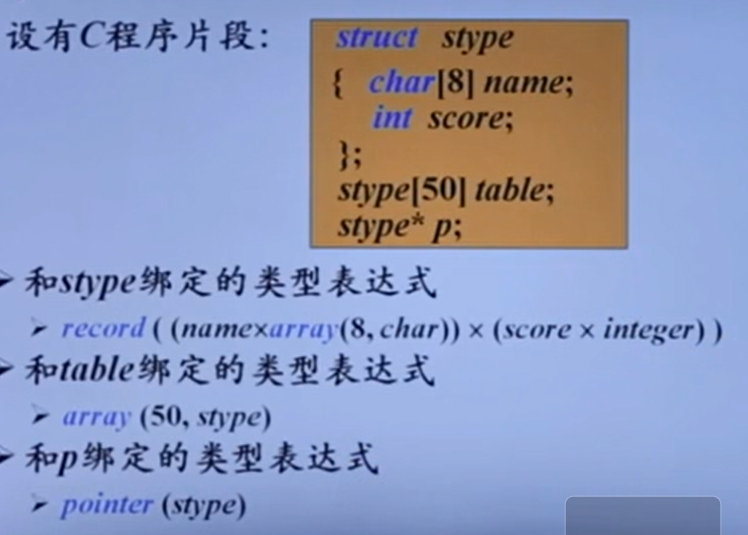 设有C程序片段:
struct stype
{ char[8] name;
int score;
};
stype[50] table;
stype* p;
➢ 和stype绑定的类型表达式
➢ record ( (name×array(8, char)) × (score × integer) )
➢ 和table绑定的类型表达式
➢ array (50, stype)
➢ 和p绑定的类型表达式
➢ pointer (stype)